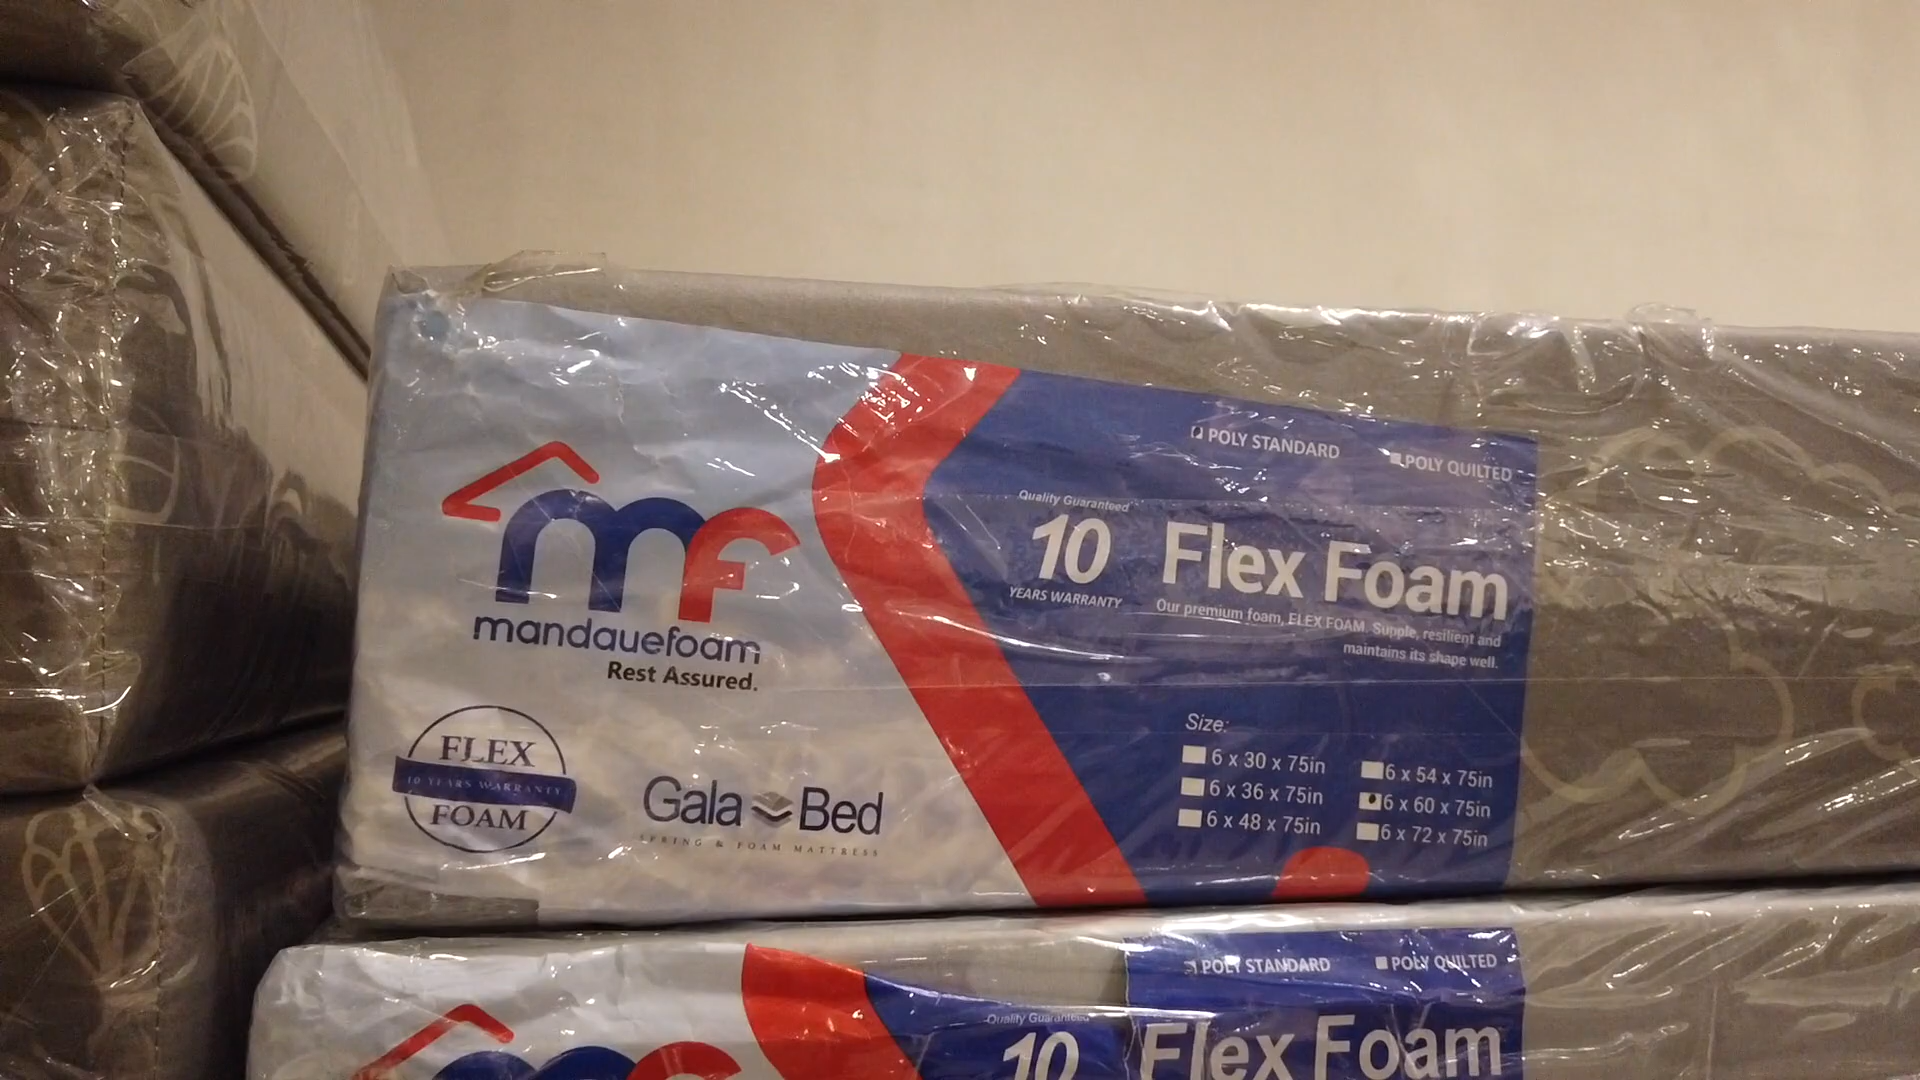 mf
mandauefoam
Rest Assured.
FLEX
10 YEARS WARRANTY
FOAM
Gala Bed
SPRING & FOAM MATTRESS
POLY STANDARD
POLY QUILTED
Quality Guaranteed
10
YEARS WARRANTY
Flex Foam
Our premium foam, FLEX FOAM. Supple, resilient and
maintains its shape well.
Size:
6 x 30 x 75in
6 x 36 x 75in
6 x 48 x 75in
6 x 54 x 75in
6 x 60 x 75in
6 x 72 x 75in
POLY STANDARD
POLY QUILTED
Quality Guaranteed
10
Flex Foam
mf